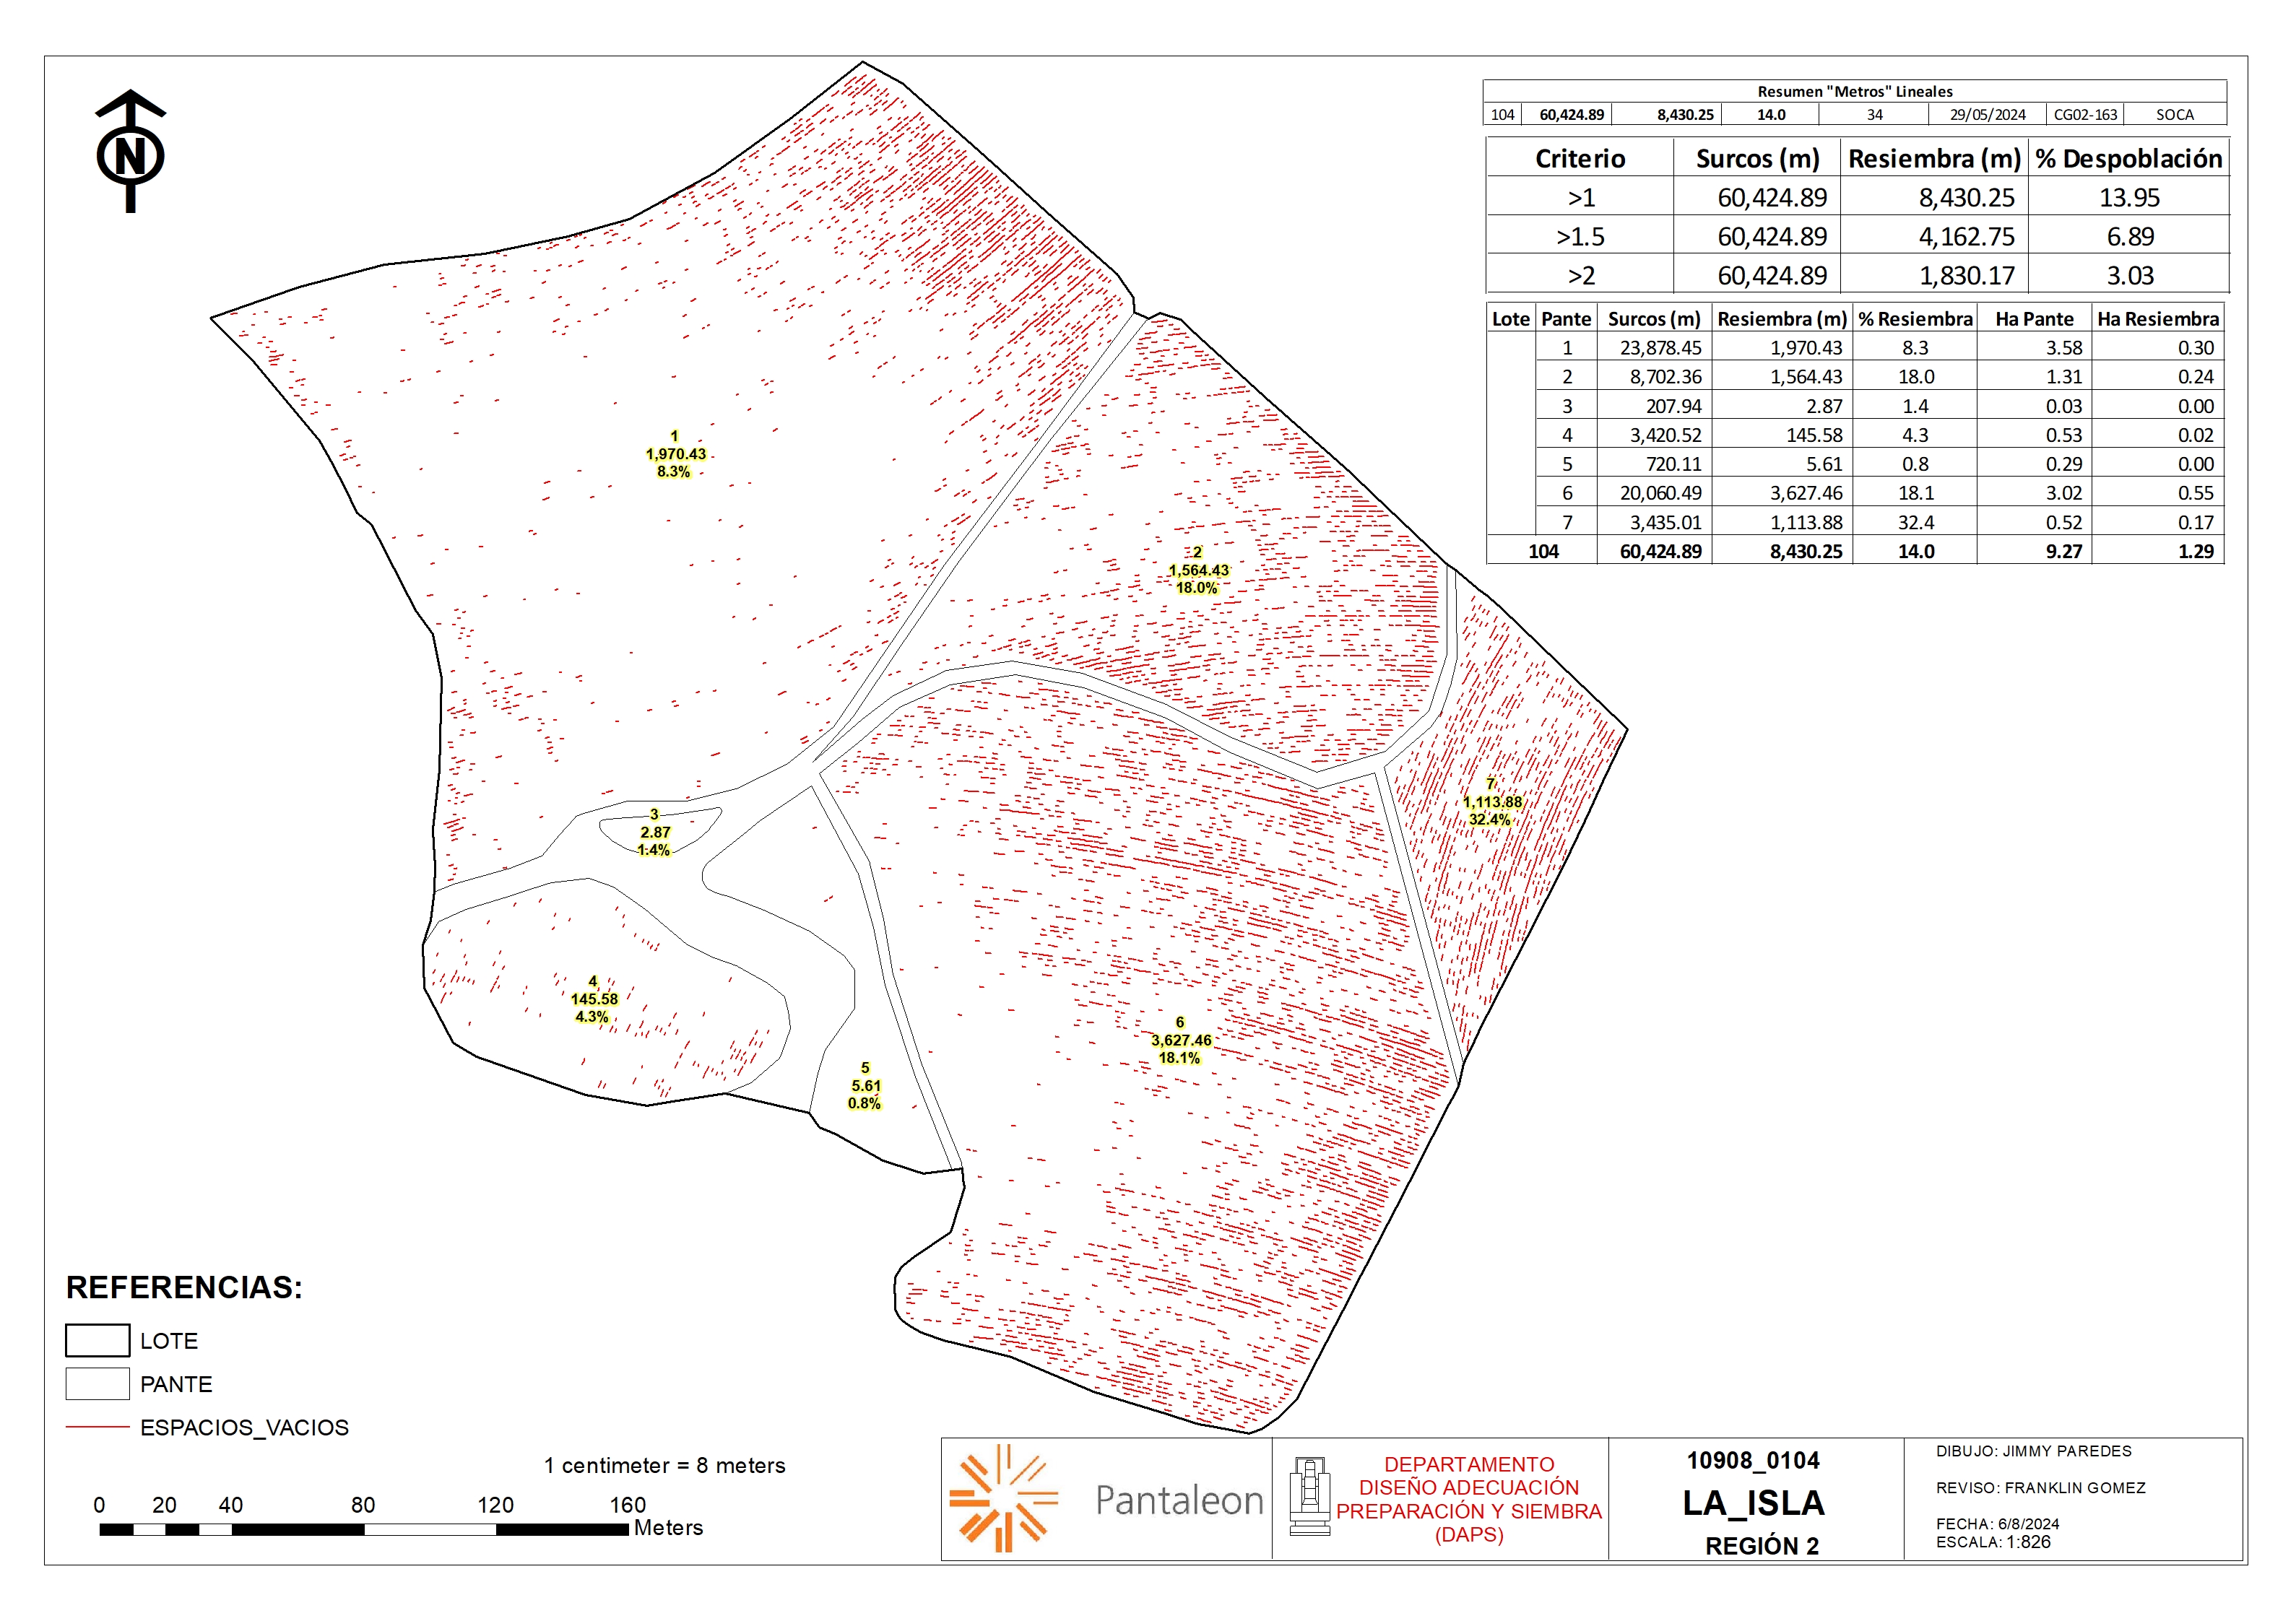 N
Resumen "Metros" Lineales
104 60,424.89 8,430.25 14.0 34 29/05/2024 CG02-163 SOCA
Criterio Surcos (m) Resiembra (m) % Despoblación
>1 60,424.89 8,430.25 13.95
>1.5 60,424.89 4,162.75 6.89
>2 60,424.89 1,830.17 3.03
Lote Pante Surcos (m) Resiembra (m) % Resiembra Ha Pante Ha Resiembra
1 23,878.45 1,970.43 8.3 3.58 0.30
2 8,702.36 1,564.43 18.0 1.31 0.24
3 207.94 2.87 1.4 0.03 0.00
4 3,420.52 145.58 4.3 0.53 0.02
5 720.11 5.61 0.8 0.29 0.00
6 20,060.49 3,627.46 18.1 3.02 0.55
7 3,435.01 1,113.88 32.4 0.52 0.17
104 60,424.89 8,430.25 14.0 9.27 1.29
1
1,970.43
8.3%
2
1,564.43
18.0%
7
1,113.88
32.4%
3
2.87
1.4%
4
145.58
4.3%
6
3,627.46
18.1%
5
5.61
0.8%
REFERENCIAS:
LOTE
PANTE
ESPACIOS_VACIOS
1 centimeter = 8 meters
0 20 40 80 120 160
Meters
Pantaleon
DEPARTAMENTO
DISEÑO ADECUACIÓN
PREPARACIÓN Y SIEMBRA
(DAPS)
10908_0104
LA_ISLA
REGIÓN 2
DIBUJO: JIMMY PAREDES
REVISO: FRANKLIN GOMEZ
FECHA: 6/8/2024
ESCALA: 1:826